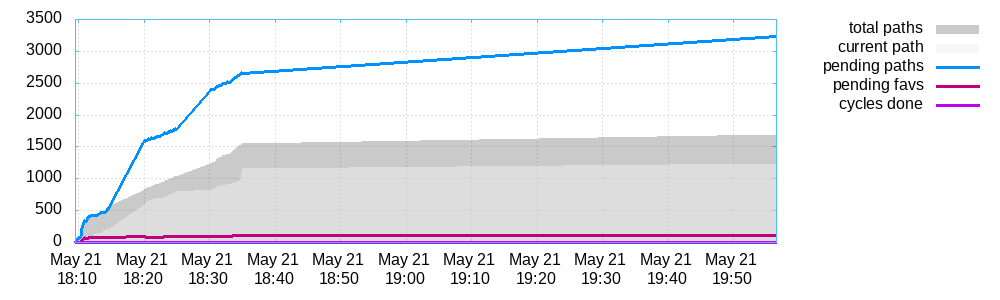 3500
3000
2500
2000
1500
1000
500
0
May 21 May 21 May 21 May 21 May 21 May 21 May 21 May 21 May 21 May 21 May 21
18:10 18:20 18:30 18:40 18:50 19:00 19:10 19:20 19:30 19:40 19:50
total paths
current path
pending paths
pending favs
cycles done